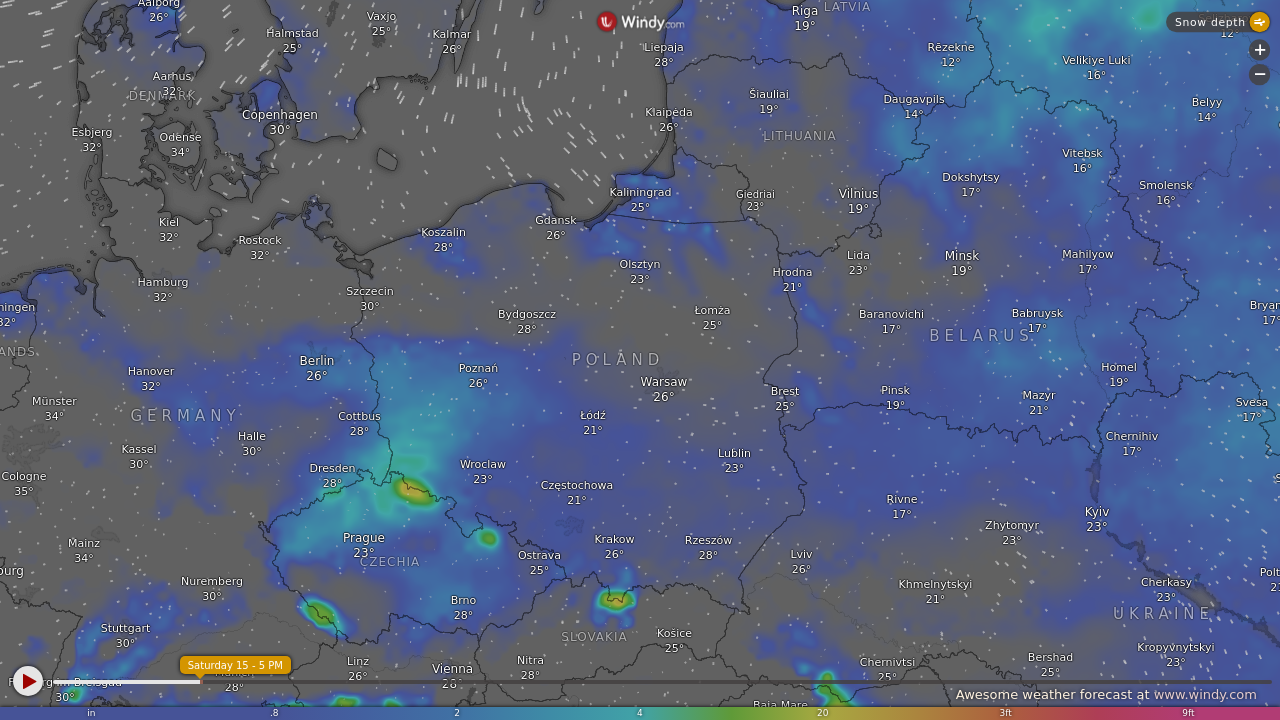 Aalborg
26°
Vaxjo
25°
Halmstad
25°
Kalmar
26°
Windy.com
Riga
19°
LATVIA
Snow depth
12°
Liepaja
28°
Rēzekne
12°
Velikiye Luki
16°
+
−
Aarhus
32°
DENMARK
Copenhagen
30°
Klaipėda
26°
Šiauliai
19°
LITHUANIA
Daugavpils
14°
Belyy
14°
Esbjerg
32°
Odense
34°
Vitebsk
16°
Kaliningrad
25°
Giedriai
23°
Vilnius
19°
Dokshytsy
17°
Smolensk
16°
Kiel
32°
Rostock
32°
Koszalin
28°
Gdansk
26°
Olsztyn
23°
Hrodna
21°
Lida
23°
Minsk
19°
Mahilyow
17°
Hamburg
32°
Szczecin
30°
Bydgoszcz
28°
Łomża
25°
Baranovichi
17°
Babruysk
17°
BELARUS
ningen
32°
ANDS
Hanover
32°
Berlin
26°
Poznań
26°
POLAND
Warsaw
26°
Brest
25°
Pinsk
19°
Homel
19°
Mazyr
21°
Svesa
17°
Münster
34°
GERMANY
Cottbus
28°
Łódź
21°
Kassel
30°
Halle
30°
Chernihiv
17°
Cologne
35°
Dresden
28°
Wroclaw
23°
Częstochowa
21°
Lublin
23°
Rivne
17°
Zhytomyr
23°
Kyiv
23°
Mainz
34°
Prague
23°
CZECHIA
Ostrava
25°
Krakow
26°
Rzeszów
28°
Lviv
26°
Khmelnytskyi
21°
Cherkasy
23°
Nuremberg
30°
Brno
28°
UKRAINE
Stuttgart
30°
SLOVAKIA
Košice
25°
Kropyvnytskyi
23°
Linz
26°
Vienna
28°
Nitra
28°
Chernivtsi
25°
Bershad
25°
Saturday 15 - 5 PM
28°
30°
Baia Mare
Awesome weather forecast at www.windy.com
in .8 2 4 20 3ft 9ft